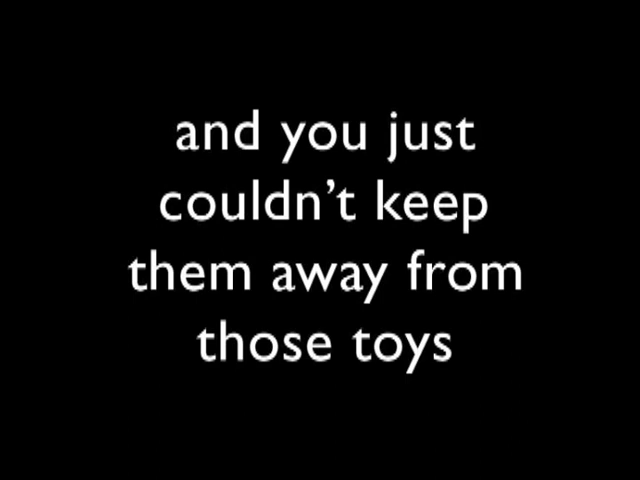 and you just
couldn’t keep
them away from
those toys